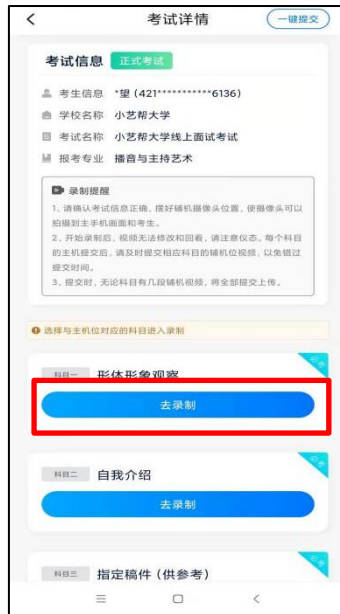 考试详情
一键提交
考试信息 正式考试
考生信息 *望 (421***********6136)
学校名称 小艺帮大学
考试名称 小艺帮大学线上面试考试
报考专业 播音与主持艺术
录制提醒
1、请确认考试信息正确，摆好辅机摄像头位置，使摄像头可以
拍摄到主手机画面和考生。
2、开始录制后，视频无法修改和回看，请注意仪态。每个科目
的主机提交后，请及时提交相应科目的辅机位视频，以免错过
提交时间。
3、提交时，无论科目有几段辅机视频，将全部提交上传。
选择与主机位对应的科目进入录制
必考
科目一 形体形象观察
去录制
必考
科目二 自我介绍
去录制
必考
科目三 指定稿件（供参考）